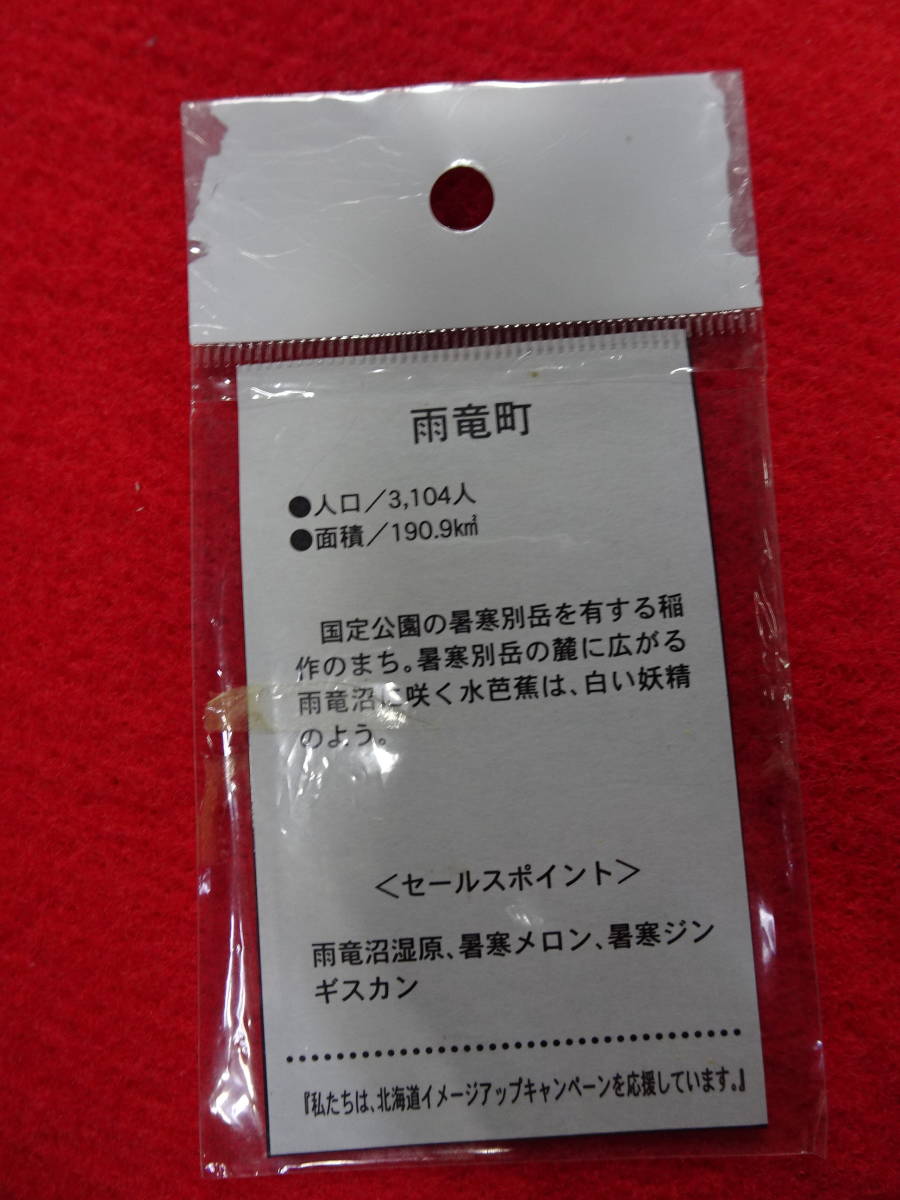 雨竜町
●人口／3,104人
●面積／190.9㎢
国定公園の暑寒別岳を有する稲
作のまち。暑寒別岳の麓に広がる
雨竜沼に咲く水芭蕉は、白い妖精
のよう。
＜セールスポイント＞
雨竜沼湿原、暑寒メロン、暑寒ジン
ギスカン
『私たちは、北海道イメージアップキャンペーンを応援しています。』